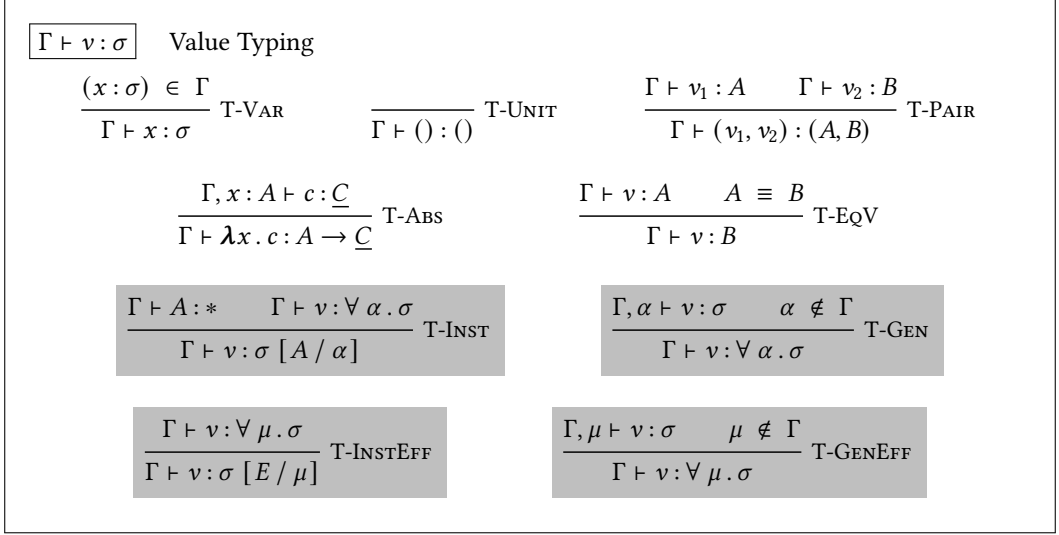 Γ ⊢ v : σ Value Typing
(x : σ) ∈ Γ
Γ ⊢ x : σ
T-Var
Γ ⊢ () : ()
T-Unit
Γ ⊢ v₁ : A Γ ⊢ v₂ : B
Γ ⊢ (v₁, v₂) : (A, B)
T-Pair
Γ, x : A ⊢ c : C̲
Γ ⊢ λx . c : A → C̲
T-Abs
Γ ⊢ v : A A ≡ B
Γ ⊢ v : B
T-EqV
Γ ⊢ A : ∗ Γ ⊢ v : ∀ α . σ
Γ ⊢ v : σ [A / α]
T-Inst
Γ, α ⊢ v : σ α ∉ Γ
Γ ⊢ v : ∀ α . σ
T-Gen
Γ ⊢ v : ∀ μ . σ
Γ ⊢ v : σ [E / μ]
T-InstEff
Γ, μ ⊢ v : σ μ ∉ Γ
Γ ⊢ v : ∀ μ . σ
T-GenEff